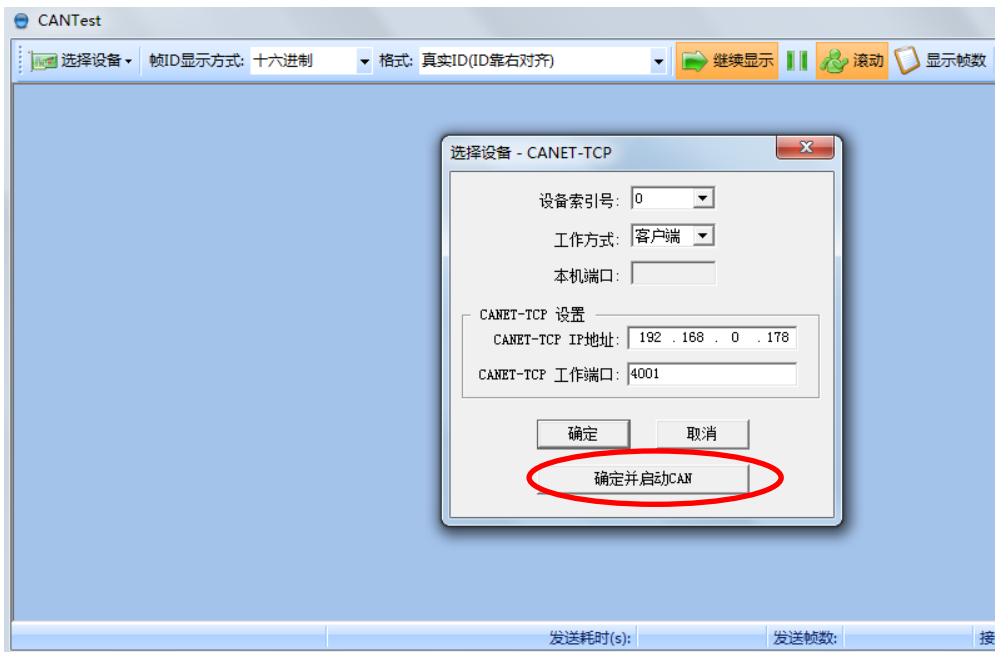 CANTest
选择设备 帧ID显示方式: 十六进制 格式: 真实ID(ID靠右对齐) 继续显示 滚动 显示帧数
选择设备 - CANET-TCP
设备索引号: 0
工作方式: 客户端
本机端口:
CANET-TCP 设置
CANET-TCP IP地址: 192 . 168 . 0 . 178
CANET-TCP 工作端口: 4001
确定 取消
确定并启动CAN
发送耗时(s): 发送帧数: 接